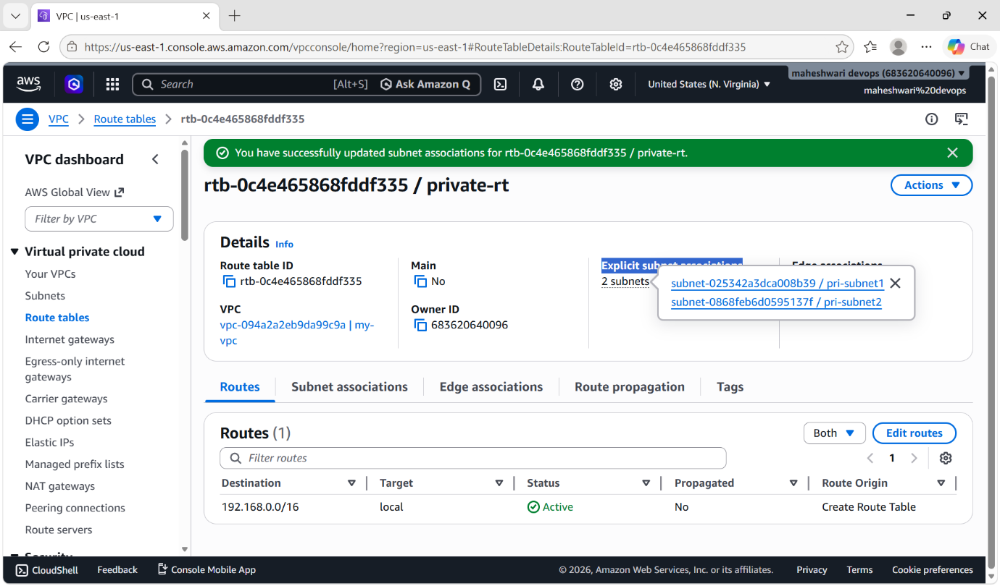 VPC | us-east-1
https://us-east-1.console.aws.amazon.com/vpcconsole/home?region=us-east-1#RouteTableDetails:RouteTableId=rtb-0c4e465868fddf335
Chat
aws
Search [Alt+S] Ask Amazon Q
United States (N. Virginia)
maheshwari devops (683620640096)
maheshwari%20devops
VPC
Route tables
rtb-0c4e465868fddf335
VPC dashboard
AWS Global View
Filter by VPC
Virtual private cloud
Your VPCs
Subnets
Route tables
Internet gateways
Egress-only internet
gateways
Carrier gateways
DHCP option sets
Elastic IPs
Managed prefix lists
NAT gateways
Peering connections
Route servers
Security
You have successfully updated subnet associations for rtb-0c4e465868fddf335 / private-rt.
rtb-0c4e465868fddf335 / private-rt
Actions
Details Info
Route table ID
rtb-0c4e465868fddf335
Main
No
Explicit subnet associations
2 subnets
Edge associations
subnet-025342a3dca008b39 / pri-subnet1
subnet-0868feb6d0595137f / pri-subnet2
VPC
vpc-094a2a2eb9da99c9a | my-
vpc
Owner ID
683620640096
Routes
Subnet associations
Edge associations
Route propagation
Tags
Routes (1)
Both
Edit routes
Filter routes
1
Destination Target Status Propagated Route Origin
192.168.0.0/16 local Active No Create Route Table
CloudShell
Feedback
Console Mobile App
© 2026, Amazon Web Services, Inc. or its affiliates.
Privacy
Terms
Cookie preferences